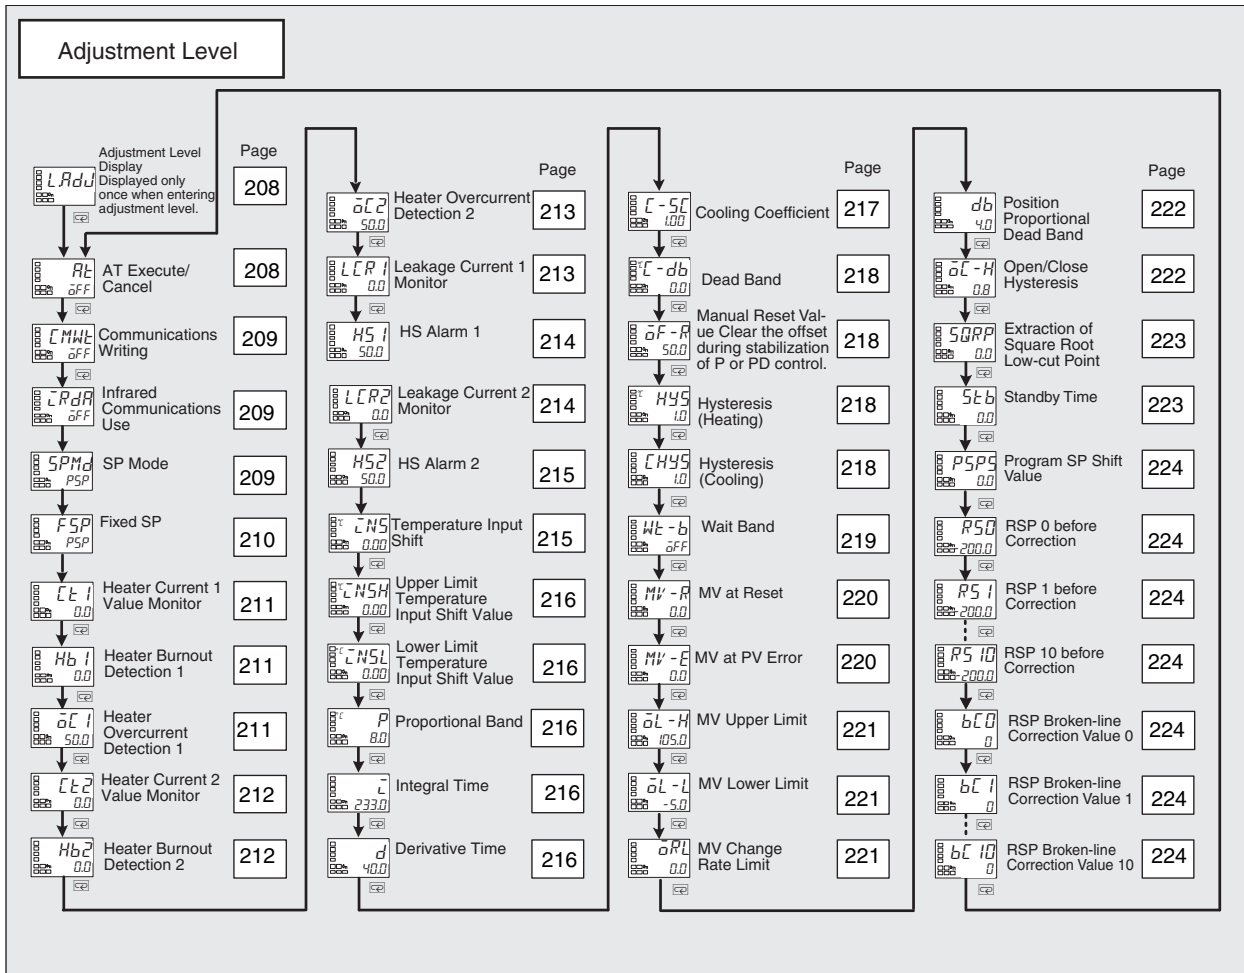 Adjustment Level
Adjustment Level
Display
Displayed only
once when entering
adjustment level.
Page
L.AdJ
208
At
oFF
AT Execute/
Cancel
208
CMWt
oFF
Communications
Writing
209
iRdA
oFF
Infrared
Communications
Use
209
SPMd
PSP
SP Mode
209
FSP
PSP
Fixed SP
210
Ct1
0.0
Heater Current 1
Value Monitor
211
Hb1
0.0
Heater Burnout
Detection 1
211
oC1
50.0
Heater
Overcurrent
Detection 1
211
Ct2
0.0
Heater Current 2
Value Monitor
212
Hb2
0.0
Heater Burnout
Detection 2
212
Page
oC2
50.0
Heater Overcurrent
Detection 2
213
LCR1
0.0
Leakage Current 1
Monitor
213
HS1
50.0
HS Alarm 1
214
LCR2
0.0
Leakage Current 2
Monitor
214
HS2
50.0
HS Alarm 2
215
iNS
0.00
Temperature Input
Shift
215
iNSH
0.00
Upper Limit
Temperature
Input Shift Value
216
°C
iNSL
0.00
Lower Limit
Temperature
Input Shift Value
216
°C
P
8.0
Proportional Band
216
i
233.0
Integral Time
216
d
40.0
Derivative Time
216
Page
C-SC
1.00
Cooling Coefficient
217
C-db
0.0
Dead Band
218
oF-R
50.0
Manual Reset Val-
ue Clear the offset
during stabilization
of P or PD control.
218
HYS
1.0
Hysteresis
(Heating)
218
CHYS
1.0
Hysteresis
(Cooling)
218
Wt-b
oFF
Wait Band
219
MV-R
0.0
MV at Reset
220
MV-E
0.0
MV at PV Error
220
oL-H
105.0
MV Upper Limit
221
oL-L
-5.0
MV Lower Limit
221
oRL
0.0
MV Change
Rate Limit
221
Page
db
4.0
Position
Proportional
Dead Band
222
oC-H
0.8
Open/Close
Hysteresis
222
SQRP
0.0
Extraction of
Square Root
Low-cut Point
223
Stb
0.0
Standby Time
223
PSPS
0.0
Program SP Shift
Value
224
RS0
-200.0
RSP 0 before
Correction
224
RS1
-200.0
RSP 1 before
Correction
224
RS10
-200.0
RSP 10 before
Correction
224
bC0
0
RSP Broken-line
Correction Value 0
224
bC1
0
RSP Broken-line
Correction Value 1
224
bC10
0
RSP Broken-line
Correction Value 10
224